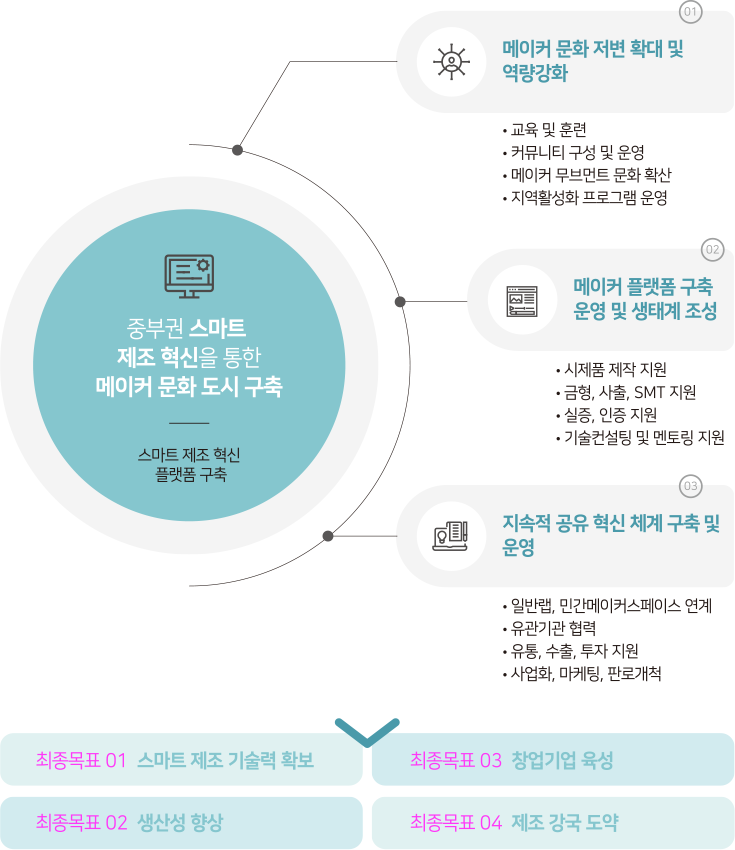 중부권 스마트
제조 혁신을 통한
메이커 문화 도시 구축
스마트 제조 혁신
플랫폼 구축
01
메이커 문화 저변 확대 및
역량강화
• 교육 및 훈련
• 커뮤니티 구성 및 운영
• 메이커 무브먼트 문화 확산
• 지역활성화 프로그램 운영
02
메이커 플랫폼 구축
운영 및 생태계 조성
• 시제품 제작 지원
• 금형, 사출, SMT 지원
• 실증, 인증 지원
• 기술컨설팅 및 멘토링 지원
03
지속적 공유 혁신 체계 구축 및
운영
• 일반랩, 민간메이커스페이스 연계
• 유관기관 협력
• 유통, 수출, 투자 지원
• 사업화, 마케팅, 판로개척
최종목표 01 스마트 제조 기술력 확보
최종목표 02 생산성 향상
최종목표 03 창업기업 육성
최종목표 04 제조 강국 도약